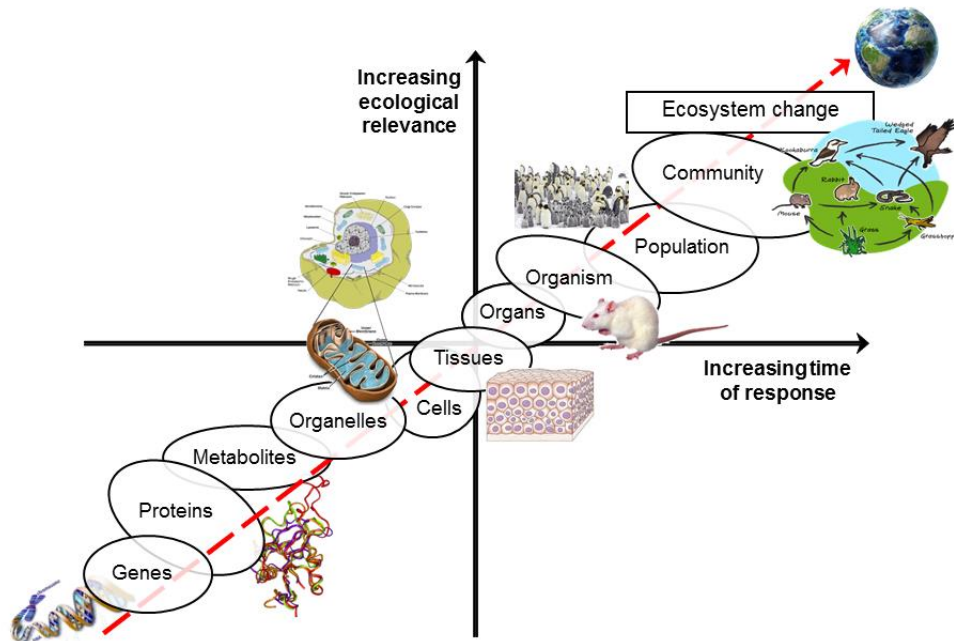 Increasing
ecological
relevance
Ecosystem change
Wedged
Tailed Eagle
Kookaburra
Community
Rabbit
Mouse
Snake
Grass
Population
Organism
Organs
Tissues
Increasing time
of response
Cells
Organelles
Metabolites
Proteins
Genes